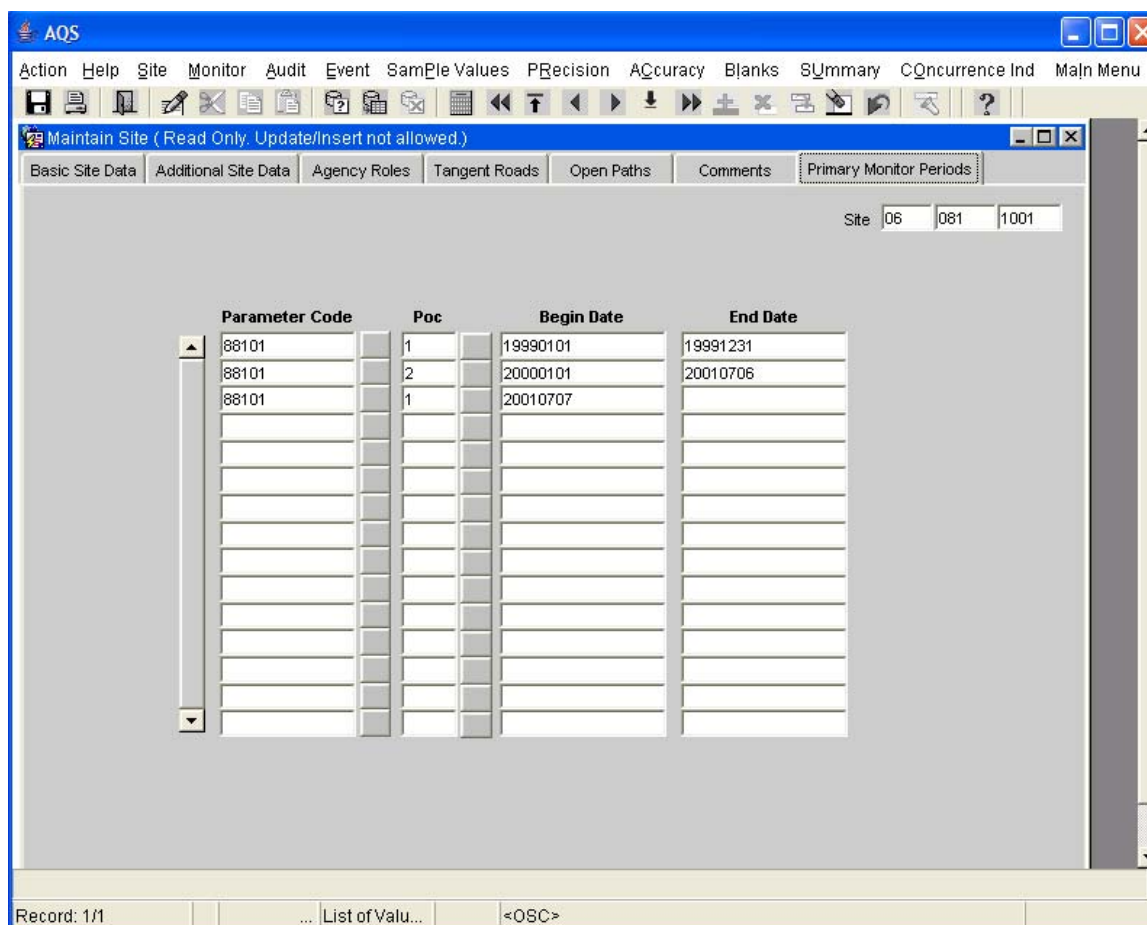 AQS
Action Help Site Monitor Audit Event SamPle Values PRecision ACcuracy Blanks SUmmary COncurrence Ind MaIn Menu
?
Maintain Site ( Read Only. Update/Insert not allowed.)
Basic Site Data Additional Site Data Agency Roles Tangent Roads Open Paths Comments Primary Monitor Periods
Site 06 081 1001
Parameter Code Poc Begin Date End Date
88101 1 19990101 19991231
88101 2 20000101 20010706
88101 1 20010707
Record: 1/1 ... List of Valu... <OSC>